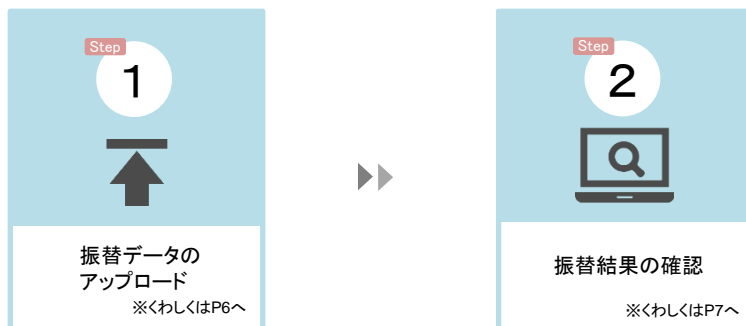 Step
1
振替データの
アップロード
※くわしくはP6へ
Step
2
振替結果の確認
※くわしくはP7へ